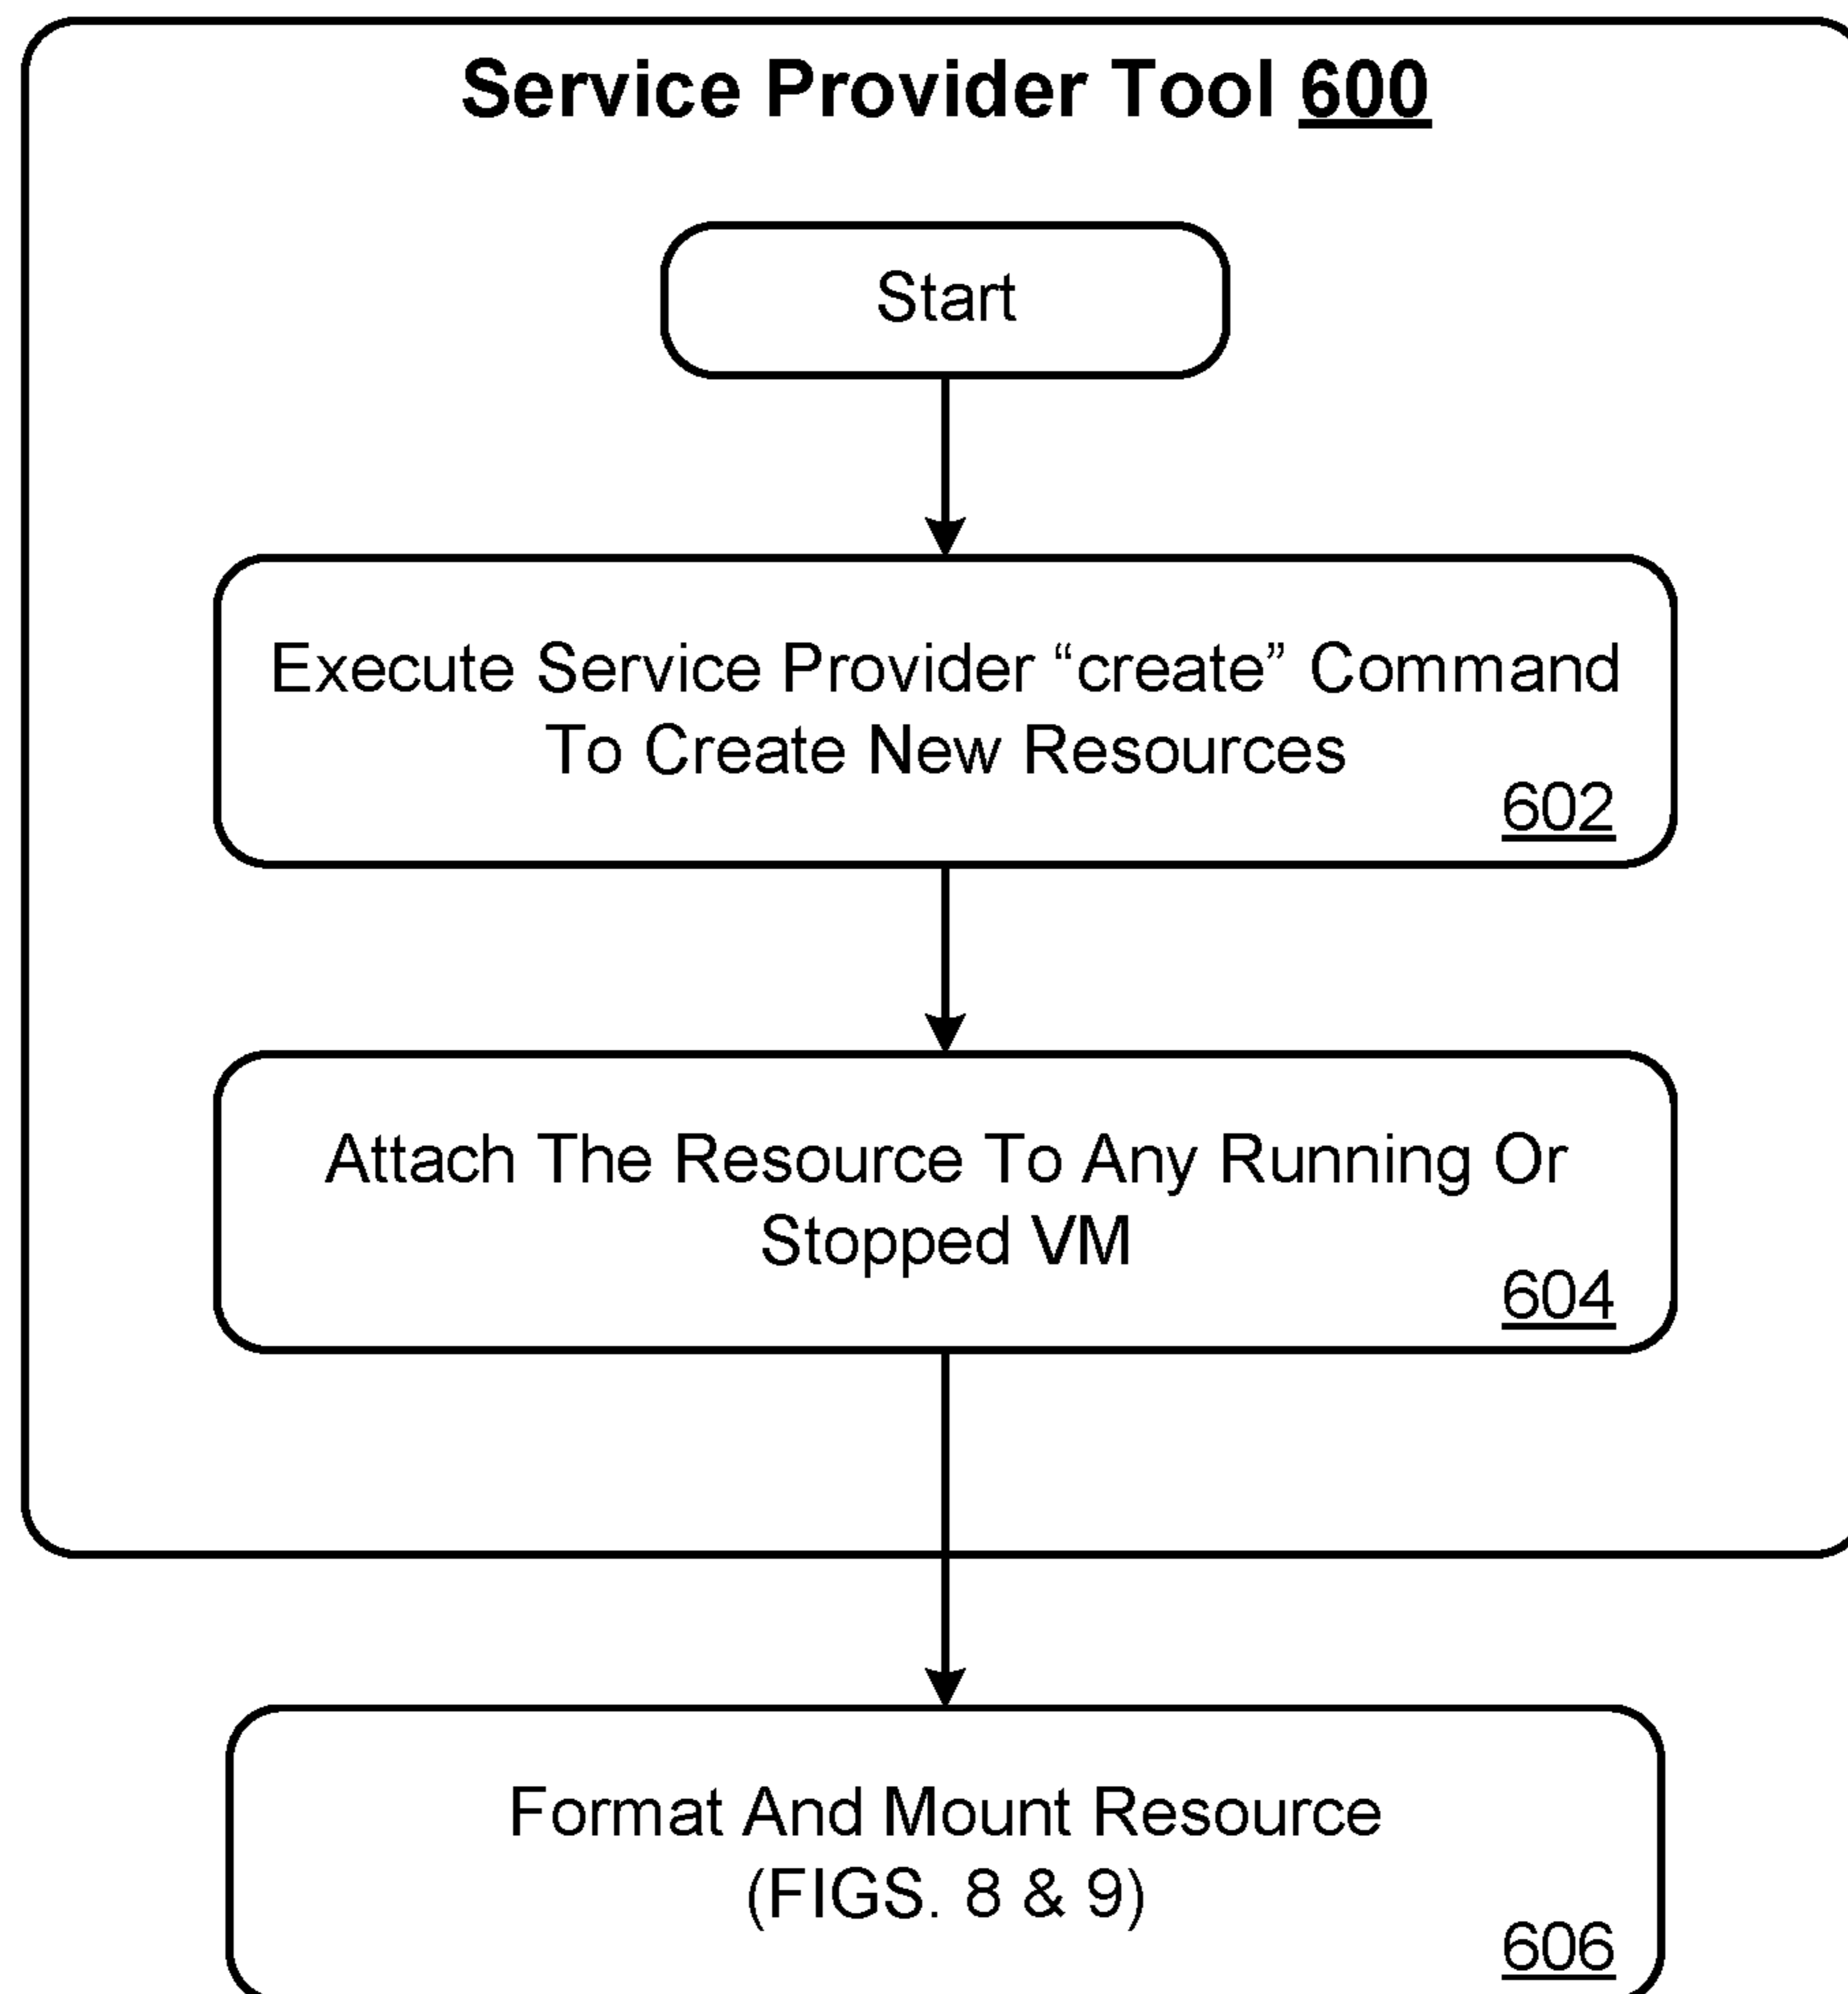 Service Provider Tool 600
Start
Execute Service Provider “create” Command
To Create New Resources
602
Attach The Resource To Any Running Or
Stopped VM
604
Format And Mount Resource
(FIGS. 8 & 9)
606